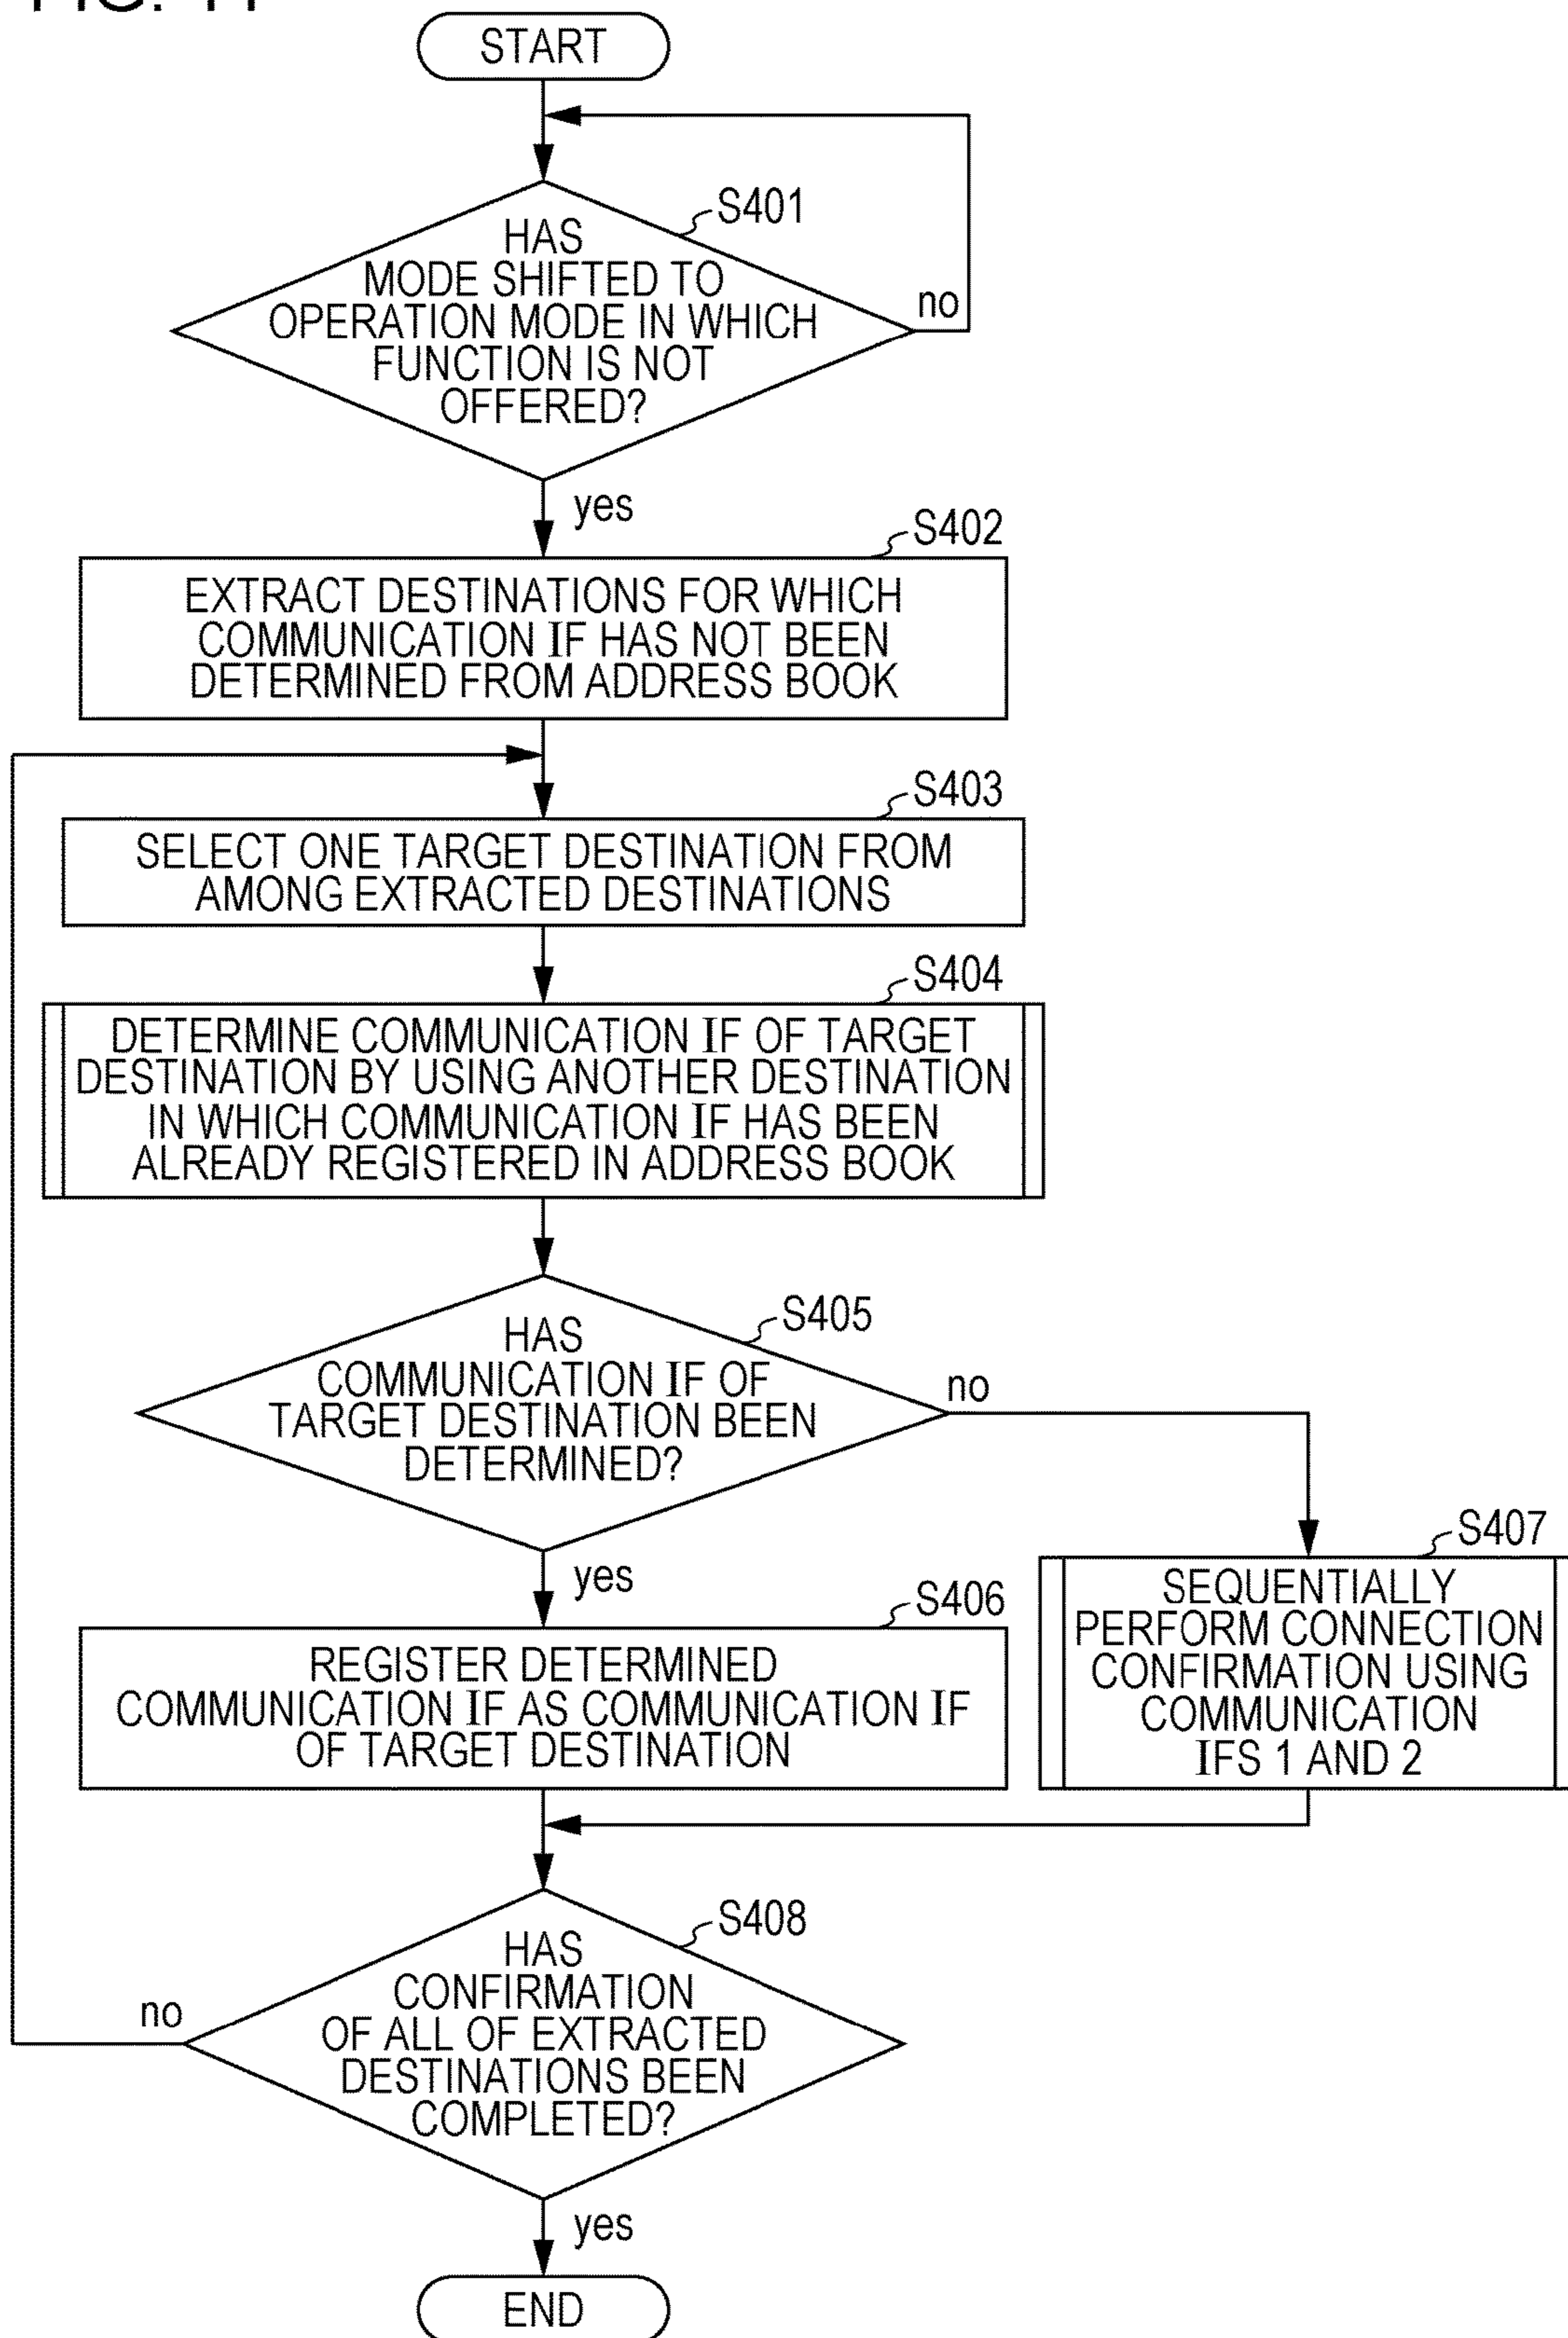 START
S401
HAS
MODE SHIFTED TO
OPERATION MODE IN WHICH
FUNCTION IS NOT
OFFERED?
no
yes
S402
EXTRACT DESTINATIONS FOR WHICH
COMMUNICATION IF HAS NOT BEEN
DETERMINED FROM ADDRESS BOOK
S403
SELECT ONE TARGET DESTINATION FROM
AMONG EXTRACTED DESTINATIONS
S404
DETERMINE COMMUNICATION IF OF TARGET
DESTINATION BY USING ANOTHER DESTINATION
IN WHICH COMMUNICATION IF HAS BEEN
ALREADY REGISTERED IN ADDRESS BOOK
S405
HAS
COMMUNICATION IF OF
TARGET DESTINATION BEEN
DETERMINED?
no
yes
S407
SEQUENTIALLY
PERFORM CONNECTION
CONFIRMATION USING
COMMUNICATION
IFS 1 AND 2
S406
REGISTER DETERMINED
COMMUNICATION IF AS COMMUNICATION IF
OF TARGET DESTINATION
S408
HAS
CONFIRMATION
OF ALL OF EXTRACTED
DESTINATIONS BEEN
COMPLETED?
no
yes
END